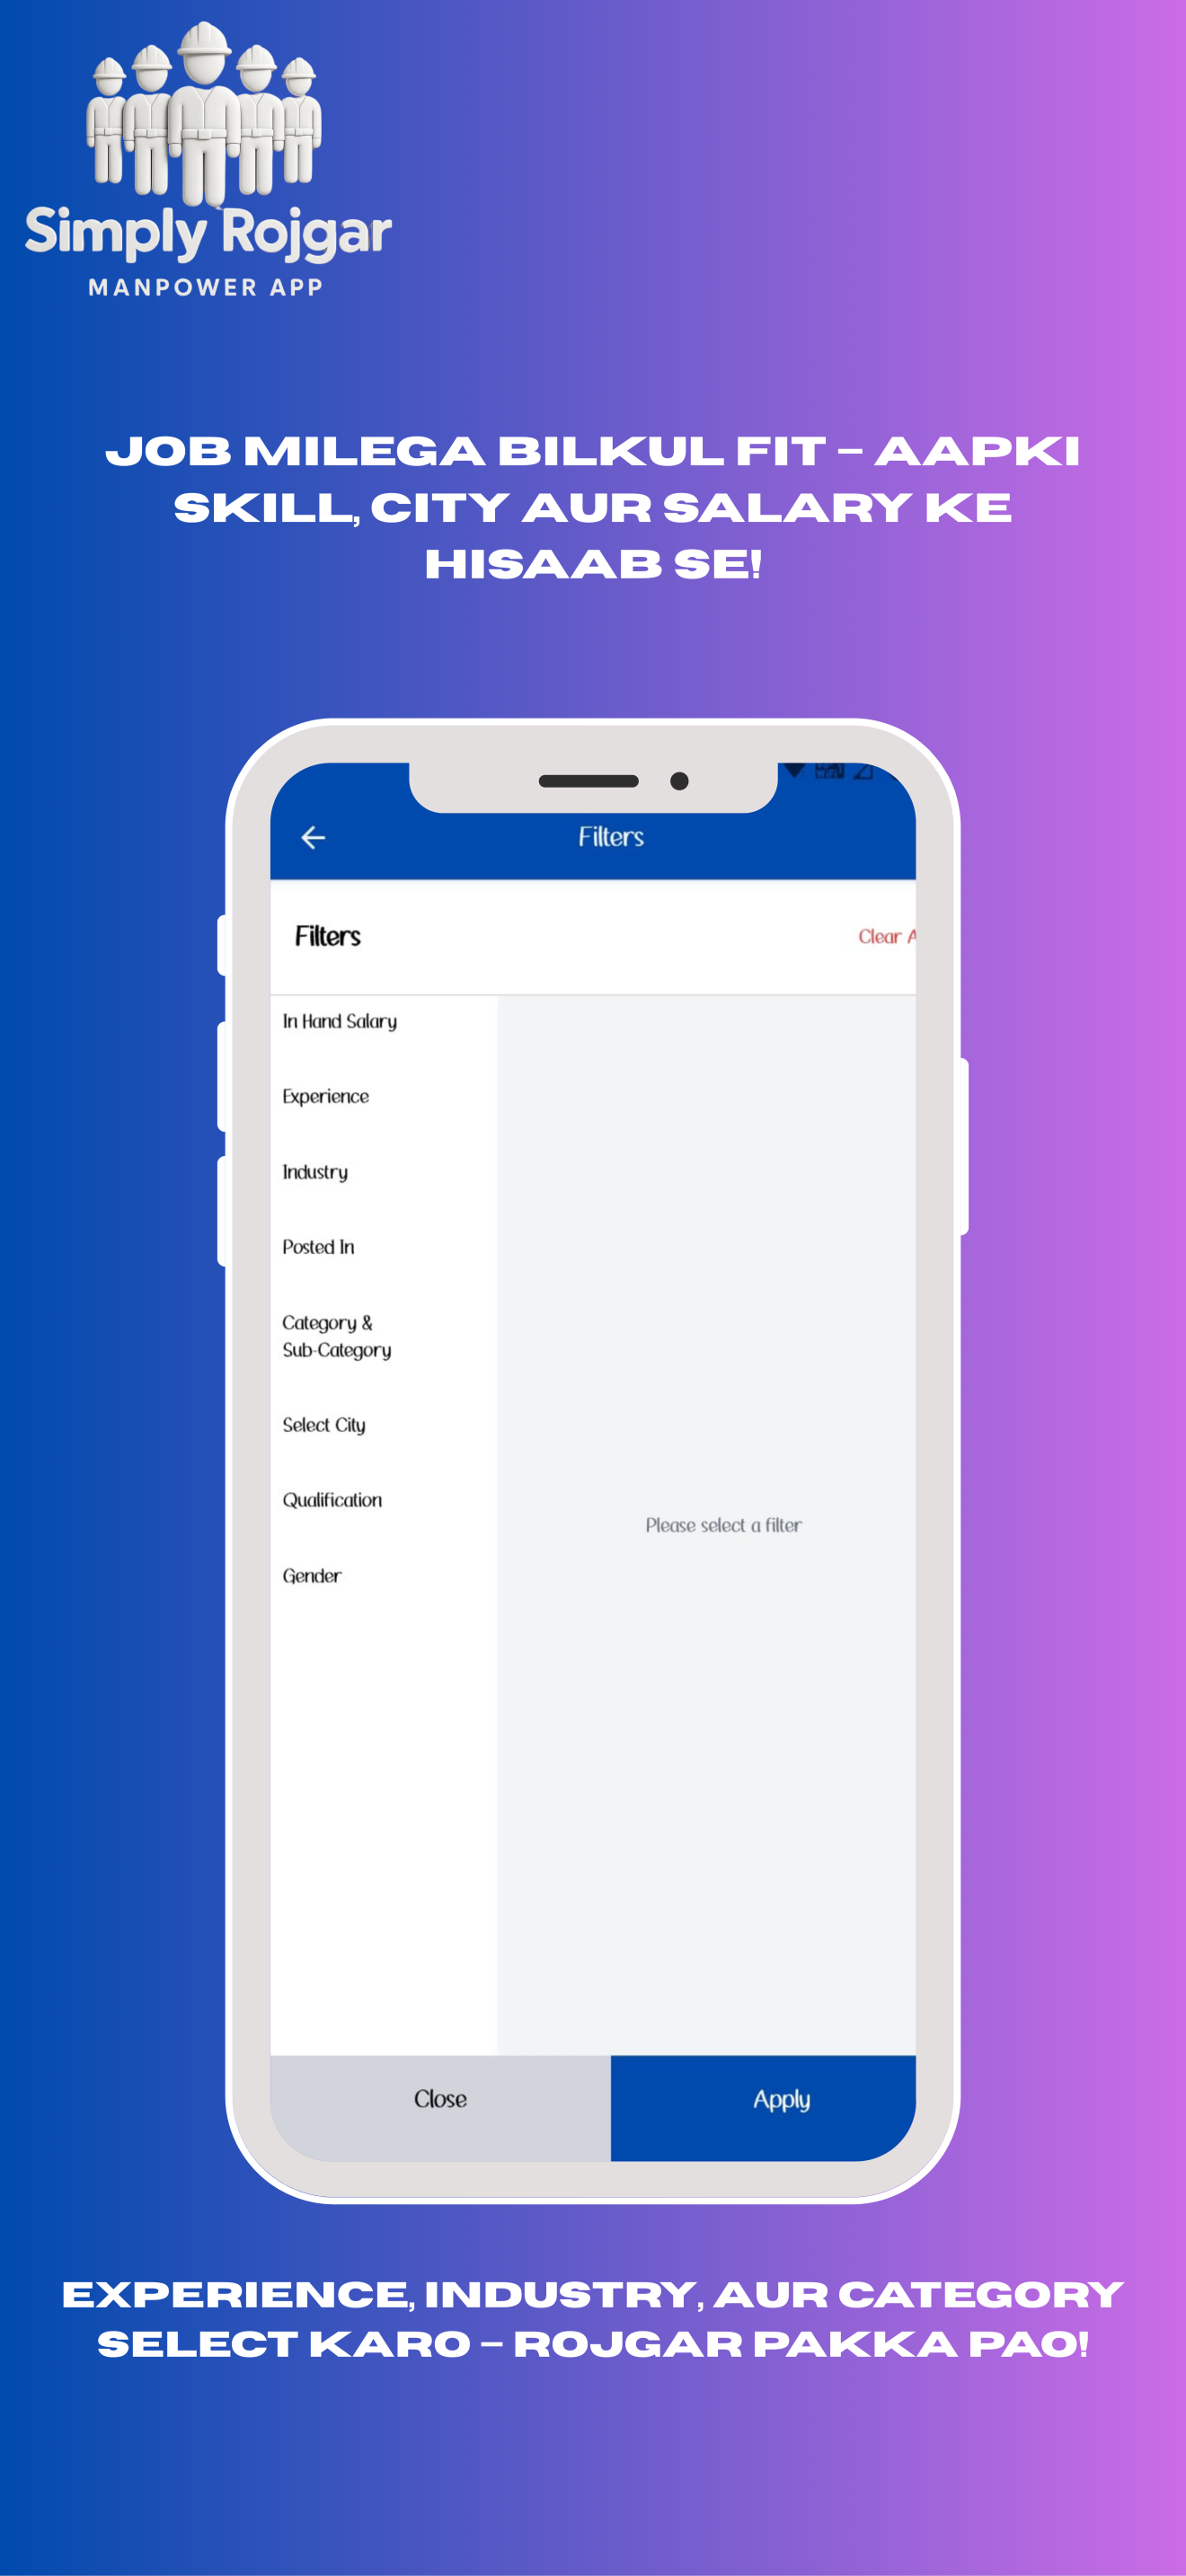 Simply Rojgar
MANPOWER APP
JOB MILEGA BILKUL FIT – AAPKI
SKILL, CITY AUR SALARY KE
HISAAB SE!
Filters
Filters
Clear
In Hand Salary
Experience
Industry
Posted In
Category &
Sub-Category
Select City
Qualification
Please select a filter
Gender
Close
Apply
EXPERIENCE, INDUSTRY, AUR CATEGORY
SELECT KARO – ROJGAR PAKKA PAO!